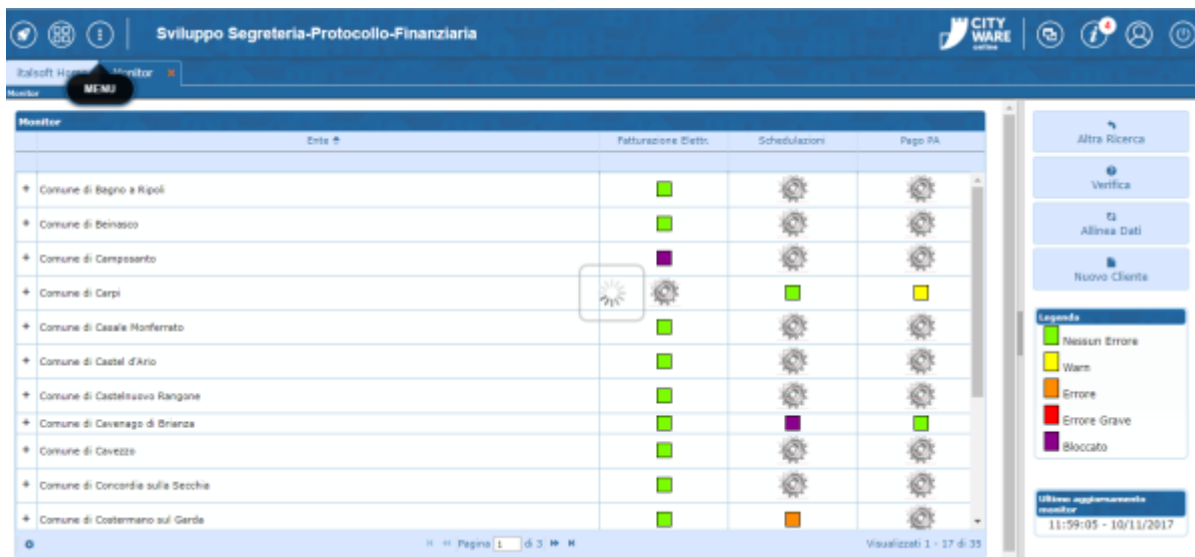 Sviluppo Segreteria-Protocollo-Finanziaria
CITY
WARE
online
4
Italsoft Home
Monitor
MENU
Monitor
Monitor
Ente
Fatturazione Elettr.
Schedulazioni
Pago PA
+ Comune di Bagno a Ripoli
+ Comune di Beinasco
+ Comune di Camposanto
+ Comune di Carpi
+ Comune di Casale Monferrato
+ Comune di Castel d'Ario
+ Comune di Castelnuovo Rangone
+ Comune di Cavenago di Brianza
+ Comune di Cavezzo
+ Comune di Concordia sulla Secchia
+ Comune di Costermano sul Garda
Pagina 1 di 3
Visualizzati 1 - 17 di 35
Altra Ricerca
Verifica
Allinea Dati
Nuovo Cliente
Legenda
Nessun Errore
Warn
Errore
Errore Grave
Bloccato
Ultimo aggiornamento
monitor
11:59:05 - 10/11/2017